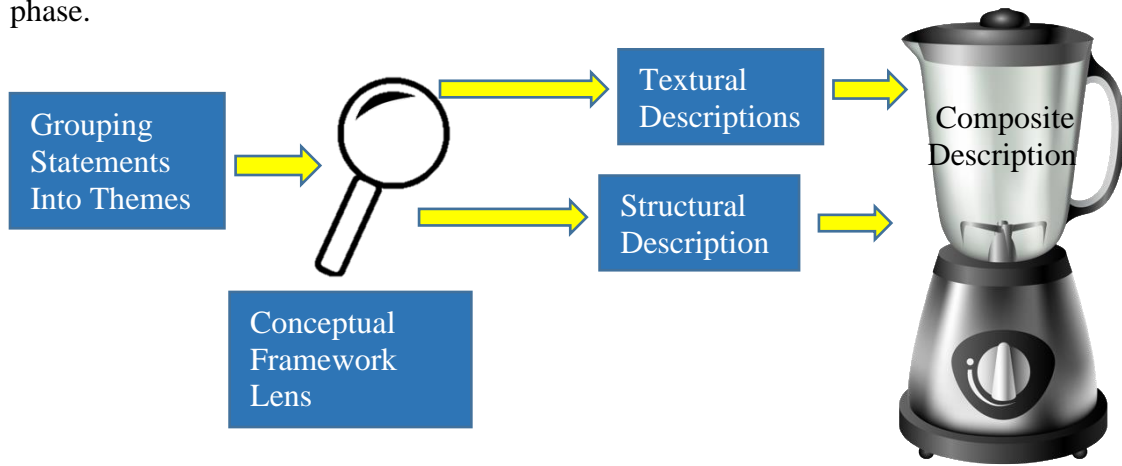 phase.
Grouping
Statements
Into Themes
Conceptual
Framework
Lens
Textural
Descriptions
Structural
Description
Composite
Description